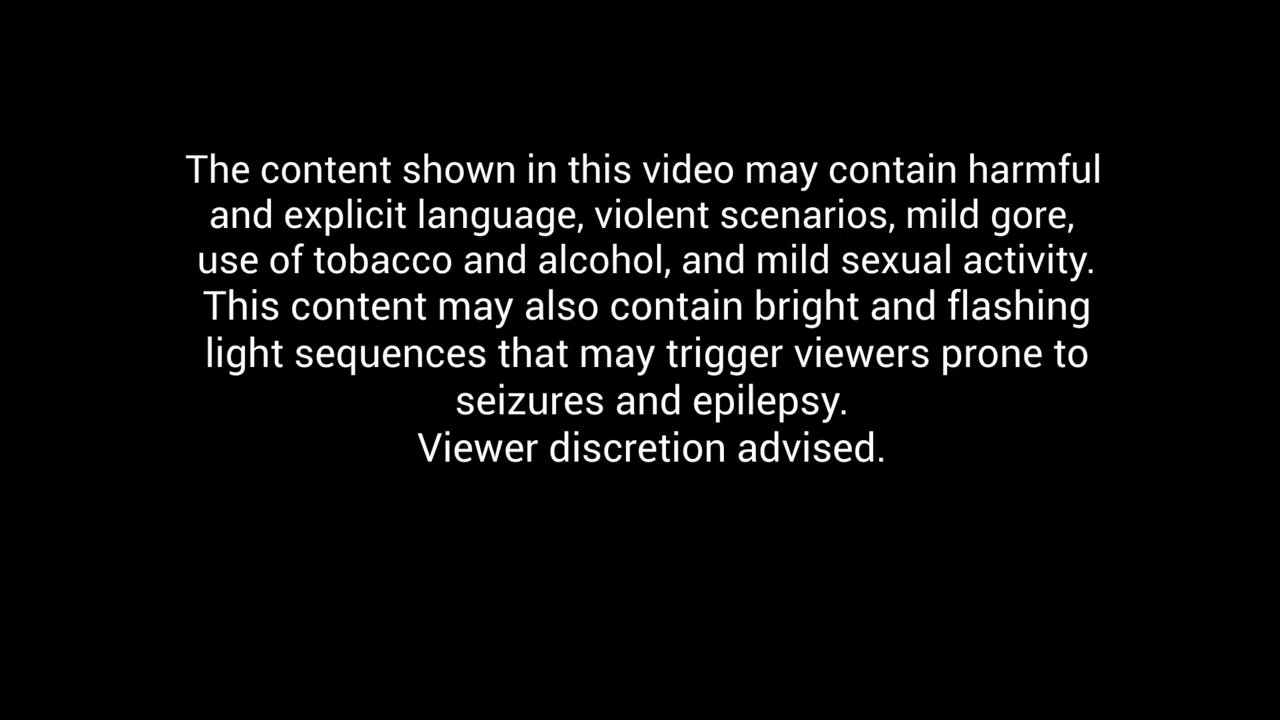 The content shown in this video may contain harmful
and explicit language, violent scenarios, mild gore,
use of tobacco and alcohol, and mild sexual activity.
This content may also contain bright and flashing
light sequences that may trigger viewers prone to
seizures and epilepsy.
Viewer discretion advised.